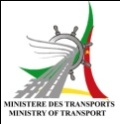 MINISTERE DES TRANSPORTS
MINISTRY OF TRANSPORT